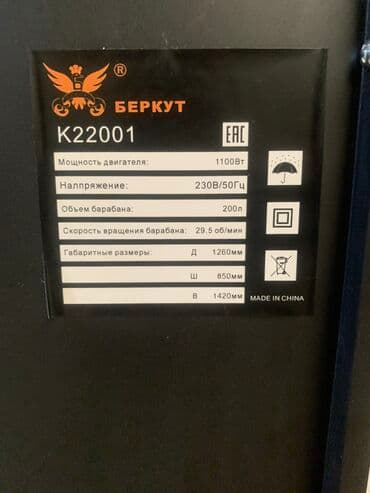 ®
БЕРКУТ
K22001
EAC
Мощность двигателя: 1100Вт
Налпряжение: 230В/50Гц
Объем барабана: 200л
Скорость вращения барабана: 29.5 об/мин
Габаритные размеры: Д 1260мм
Ш 850мм
В 1420мм
MADE IN CHINA